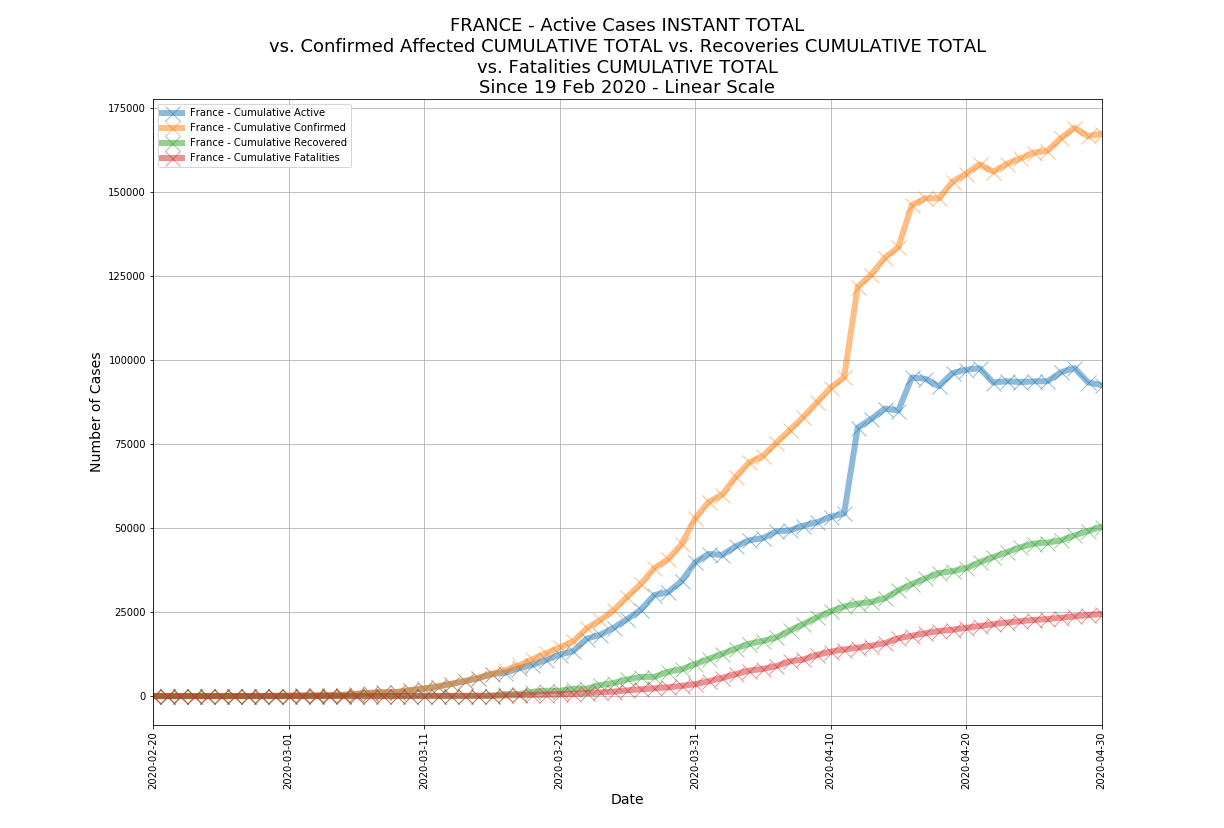 FRANCE - Active Cases INSTANT TOTAL
vs. Confirmed Affected CUMULATIVE TOTAL vs. Recoveries CUMULATIVE TOTAL
vs. Fatalities CUMULATIVE TOTAL
Since 19 Feb 2020 - Linear Scale
France - Cumulative Active
France - Cumulative Confirmed
France - Cumulative Recovered
France - Cumulative Fatalities
Number of Cases
175000
150000
125000
100000
75000
50000
25000
0
2020-02-20
2020-03-01
2020-03-11
2020-03-21
2020-03-31
2020-04-10
2020-04-20
2020-04-30
Date